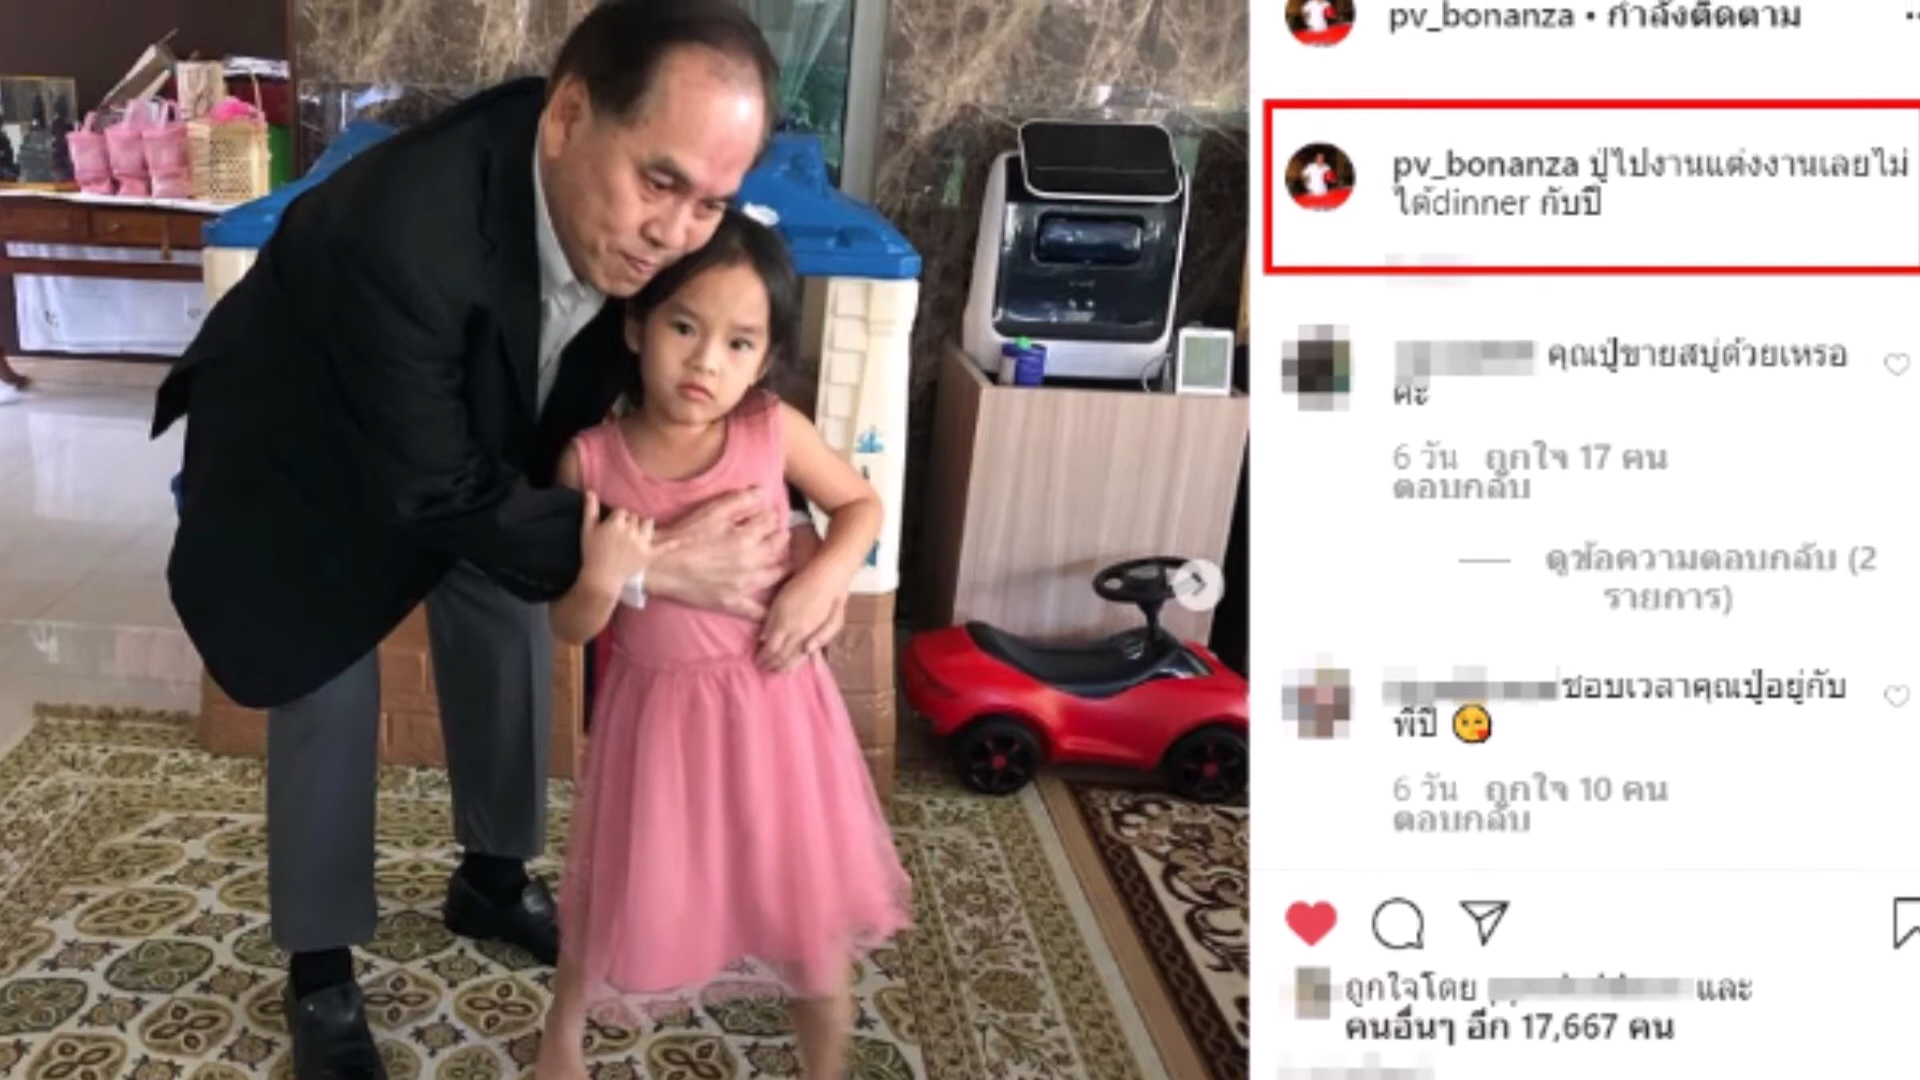 pv_bonanza • กำลังติดตาม
pv_bonanza ปู่ไปงานแต่งงานเลยไม่
ได้dinner กับปี
คุณปู่ขายสบู่ด้วยเหรอ
คะ
6 วัน ถูกใจ 17 คน
ตอบกลับ
ดูข้อความตอบกลับ (2
รายการ)
ชอบเวลาคุณปู่อยู่กับ
พี่ปี
6 วัน ถูกใจ 10 คน
ตอบกลับ
ถูกใจโดย และ
คนอื่นๆ อีก 17,667 คน